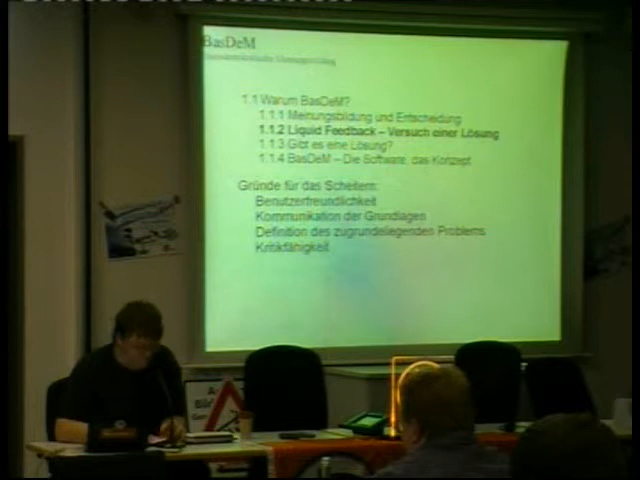 BasDeM
1.1 Warum BasDeM?
1.1.1 Meinungsbildung und Entscheidung
1.1.2 Liquid Feedback – Versuch einer Lösung
1.1.3 Gibt es eine Lösung?
1.1.4 BasDeM – Die Software, das Konzept
Gründe für das Scheitern:
Benutzerfreundlichkeit
Kommunikation der Grundlagen
Definition des zugrundeliegenden Problems
Kritikfähigkeit